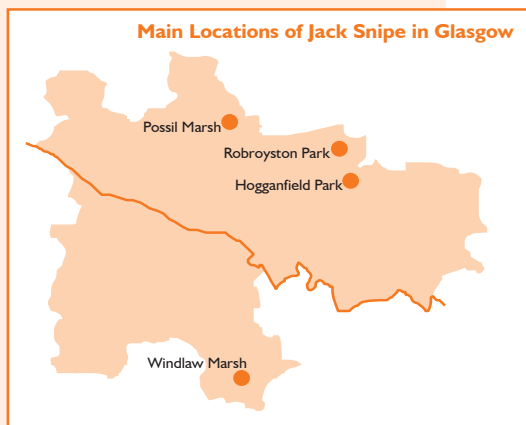 Main Locations of Jack Snipe in Glasgow
Possil Marsh
Robroyston Park
Hogganfield Park
Windlaw Marsh